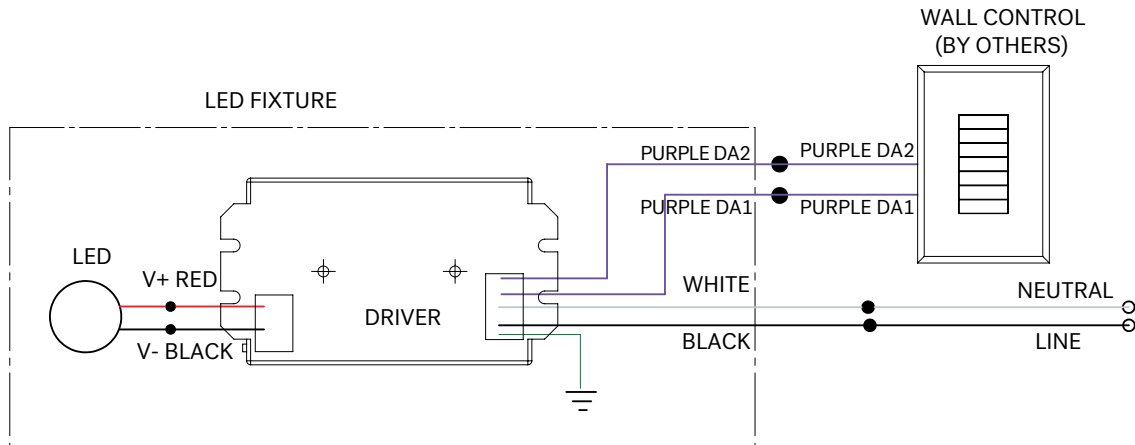 WALL CONTROL
(BY OTHERS)
LED FIXTURE
PURPLE DA2
PURPLE DA2
PURPLE DA1
PURPLE DA1
LED
V+ RED
WHITE
NEUTRAL
DRIVER
V- BLACK
BLACK
LINE